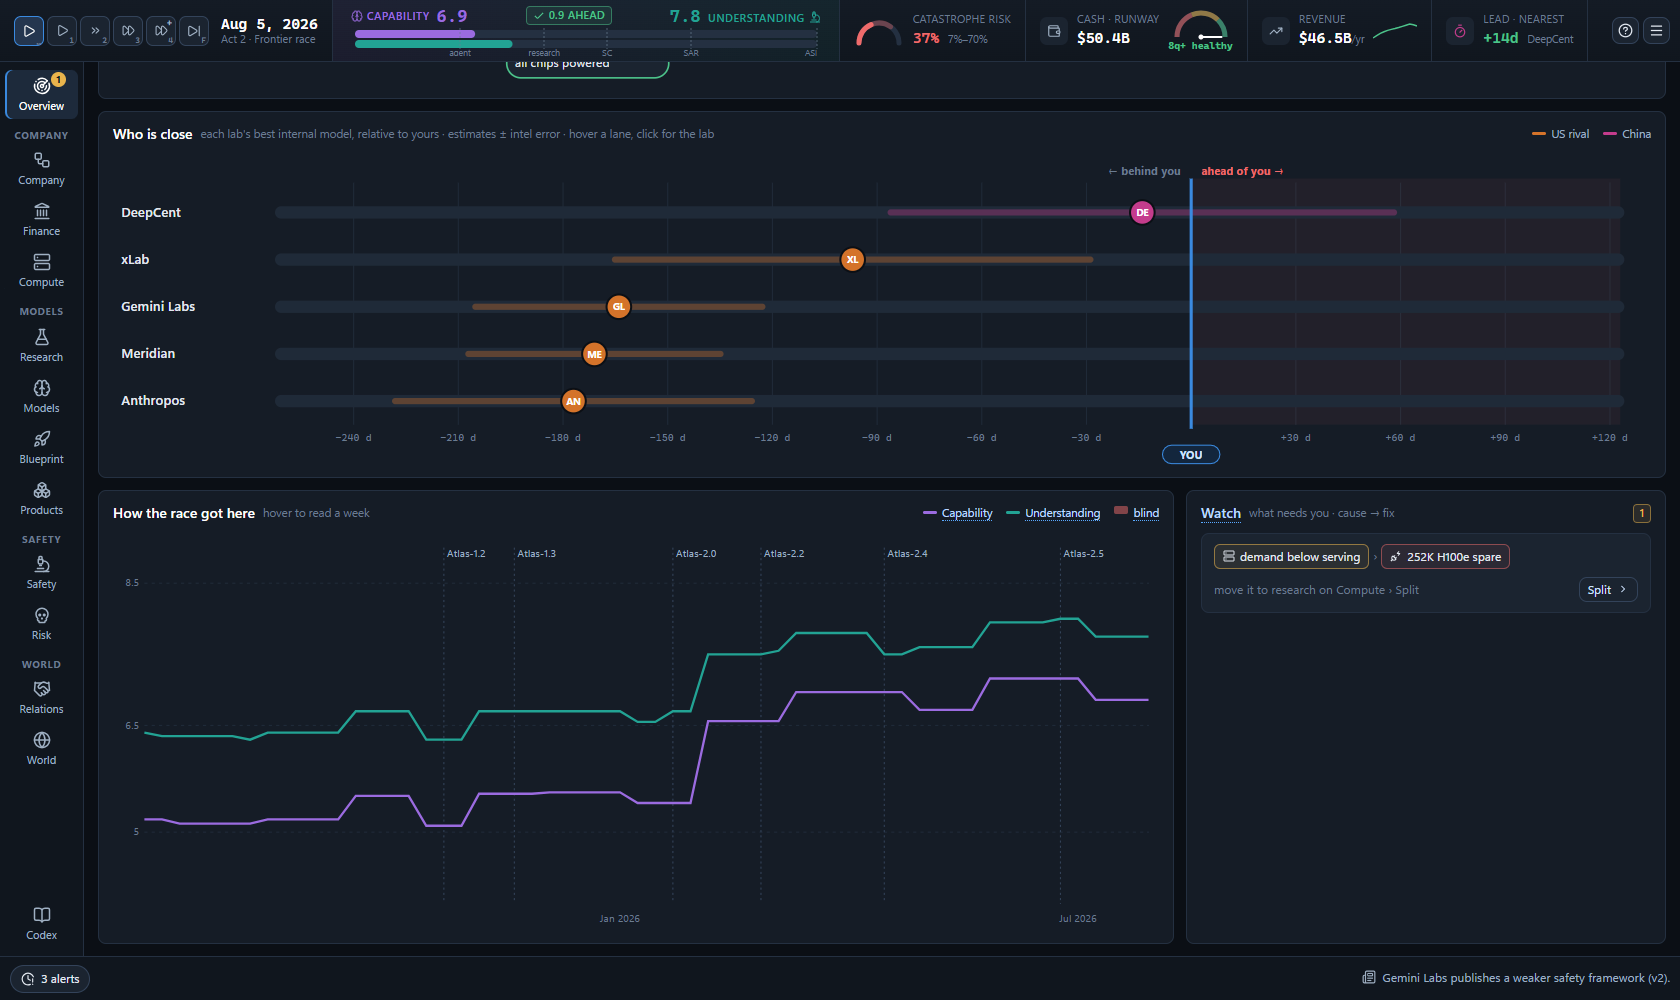 1
2
3
4
F
Aug 5, 2026
Act 2 · Frontier race
CAPABILITY 6.9
0.9 AHEAD
7.8 UNDERSTANDING
agent
research
SC
SAR
ASI
CATASTROPHE RISK
37% 7%–70%
CASH · RUNWAY
$50.4B
8q+ healthy
REVENUE
$46.5B/yr
LEAD · NEAREST
+14d DeepCent
1
Overview
COMPANY
Company
Finance
Compute
MODELS
Research
Models
Blueprint
Products
SAFETY
Safety
Risk
WORLD
Relations
World
Codex
all chips powered
Who is close each lab's best internal model, relative to yours · estimates ± intel error · hover a lane, click for the lab
US rival
China
← behind you
ahead of you →
DeepCent
DE
xLab
XL
Gemini Labs
GL
Meridian
ME
Anthropos
AN
−240 d
−210 d
−180 d
−150 d
−120 d
−90 d
−60 d
−30 d
+30 d
+60 d
+90 d
+120 d
YOU
How the race got here hover to read a week
Capability
Understanding
blind
Atlas-1.2
Atlas-1.3
Atlas-2.0
Atlas-2.2
Atlas-2.4
Atlas-2.5
8.5
6.5
5
Jan 2026
Jul 2026
Watch what needs you · cause → fix
1
demand below serving › 252K H100e spare
move it to research on Compute › Split
Split
3 alerts
Gemini Labs publishes a weaker safety framework (v2).